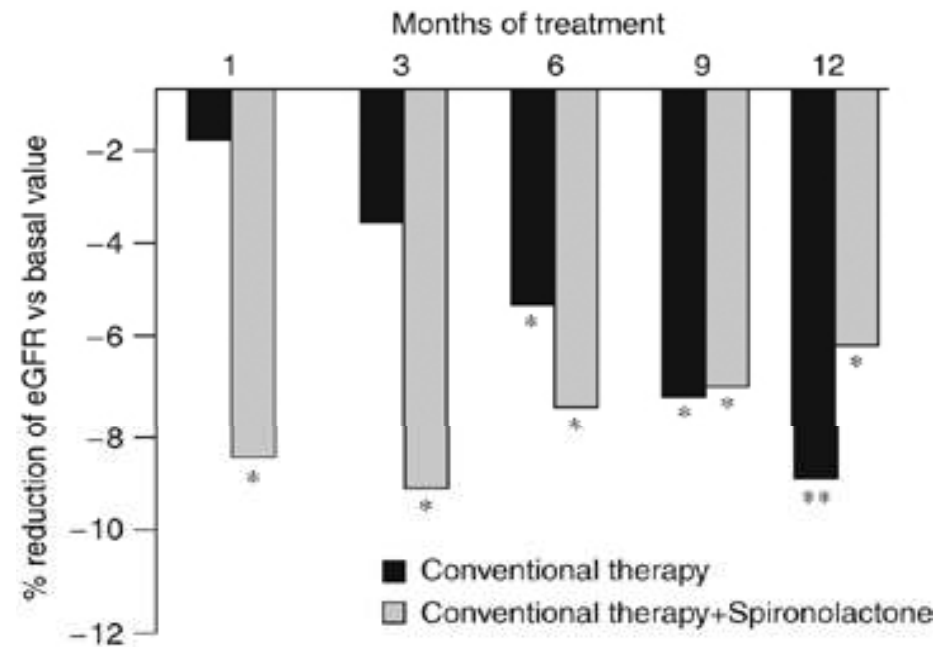 Months of treatment
1 3 6 9 12
% reduction of eGFR vs basal value
−2
−4
−6
−8
−10
−12
*
*
*
*
*
*
**
*
Conventional therapy
Conventional therapy+Spironolactone